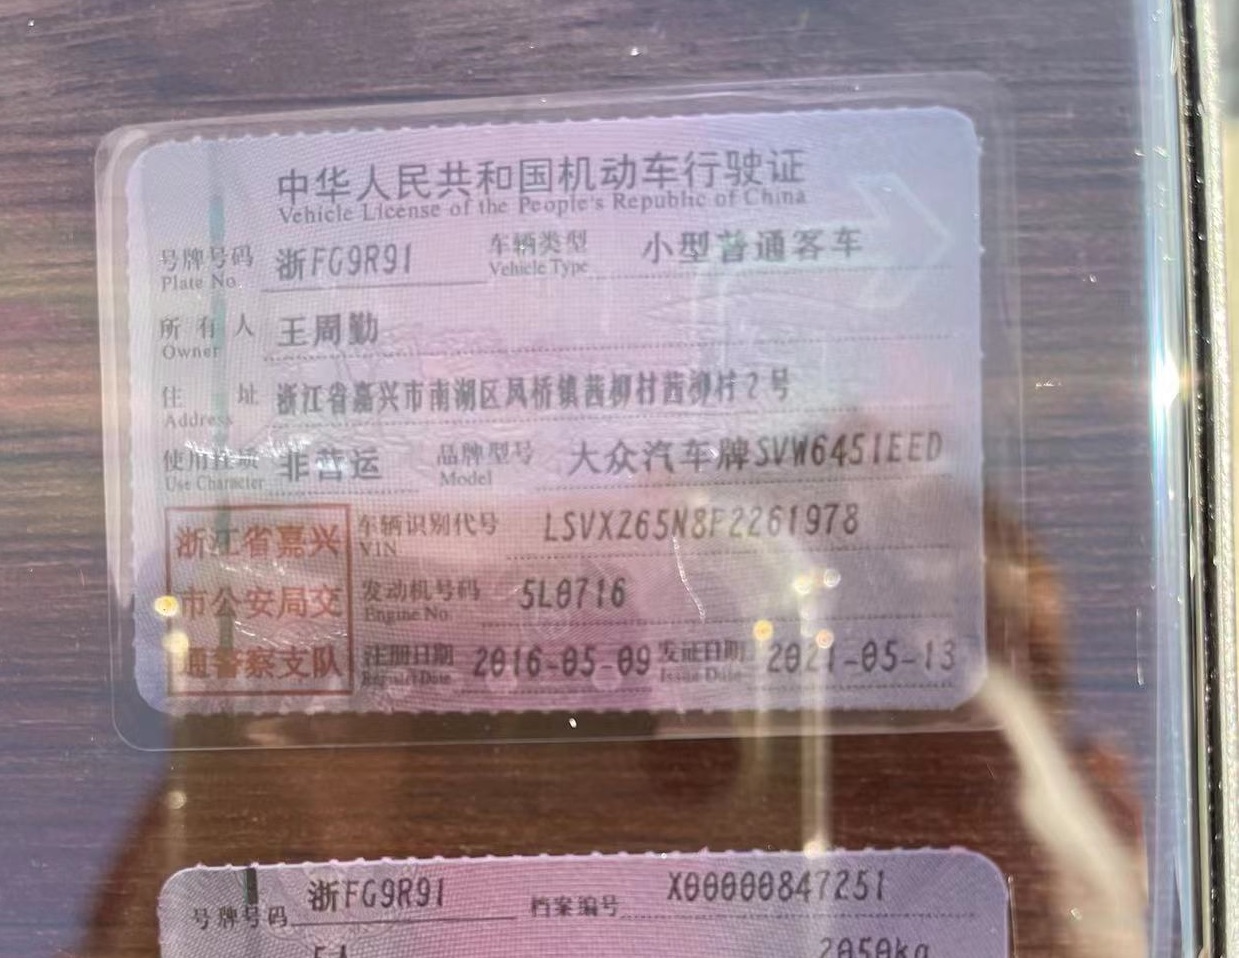 中华人民共和国机动车行驶证
Vehicle License of the People's Republic of China
号牌号码 浙FG9R91 车辆类型 小型普通客车
Plate No. Vehicle Type
所有人 王周勤
Owner
住址 浙江省嘉兴市南湖区凤桥镇茜柳村茜柳村2号
Address
使用性质 非营运 品牌型号 大众汽车牌SVW6451EED
Use Character Model
浙江省嘉兴 车辆识别代号 LSVXZ65N8F2261978
VIN
市公安局交 发动机号码 5L0716
Engine No.
通警察支队 注册日期 2016-05-09 发证日期 2021-05-13
Register Date Issue Date
号牌号码 浙FG9R91 档案编号 X00000847251
5人 2050kg